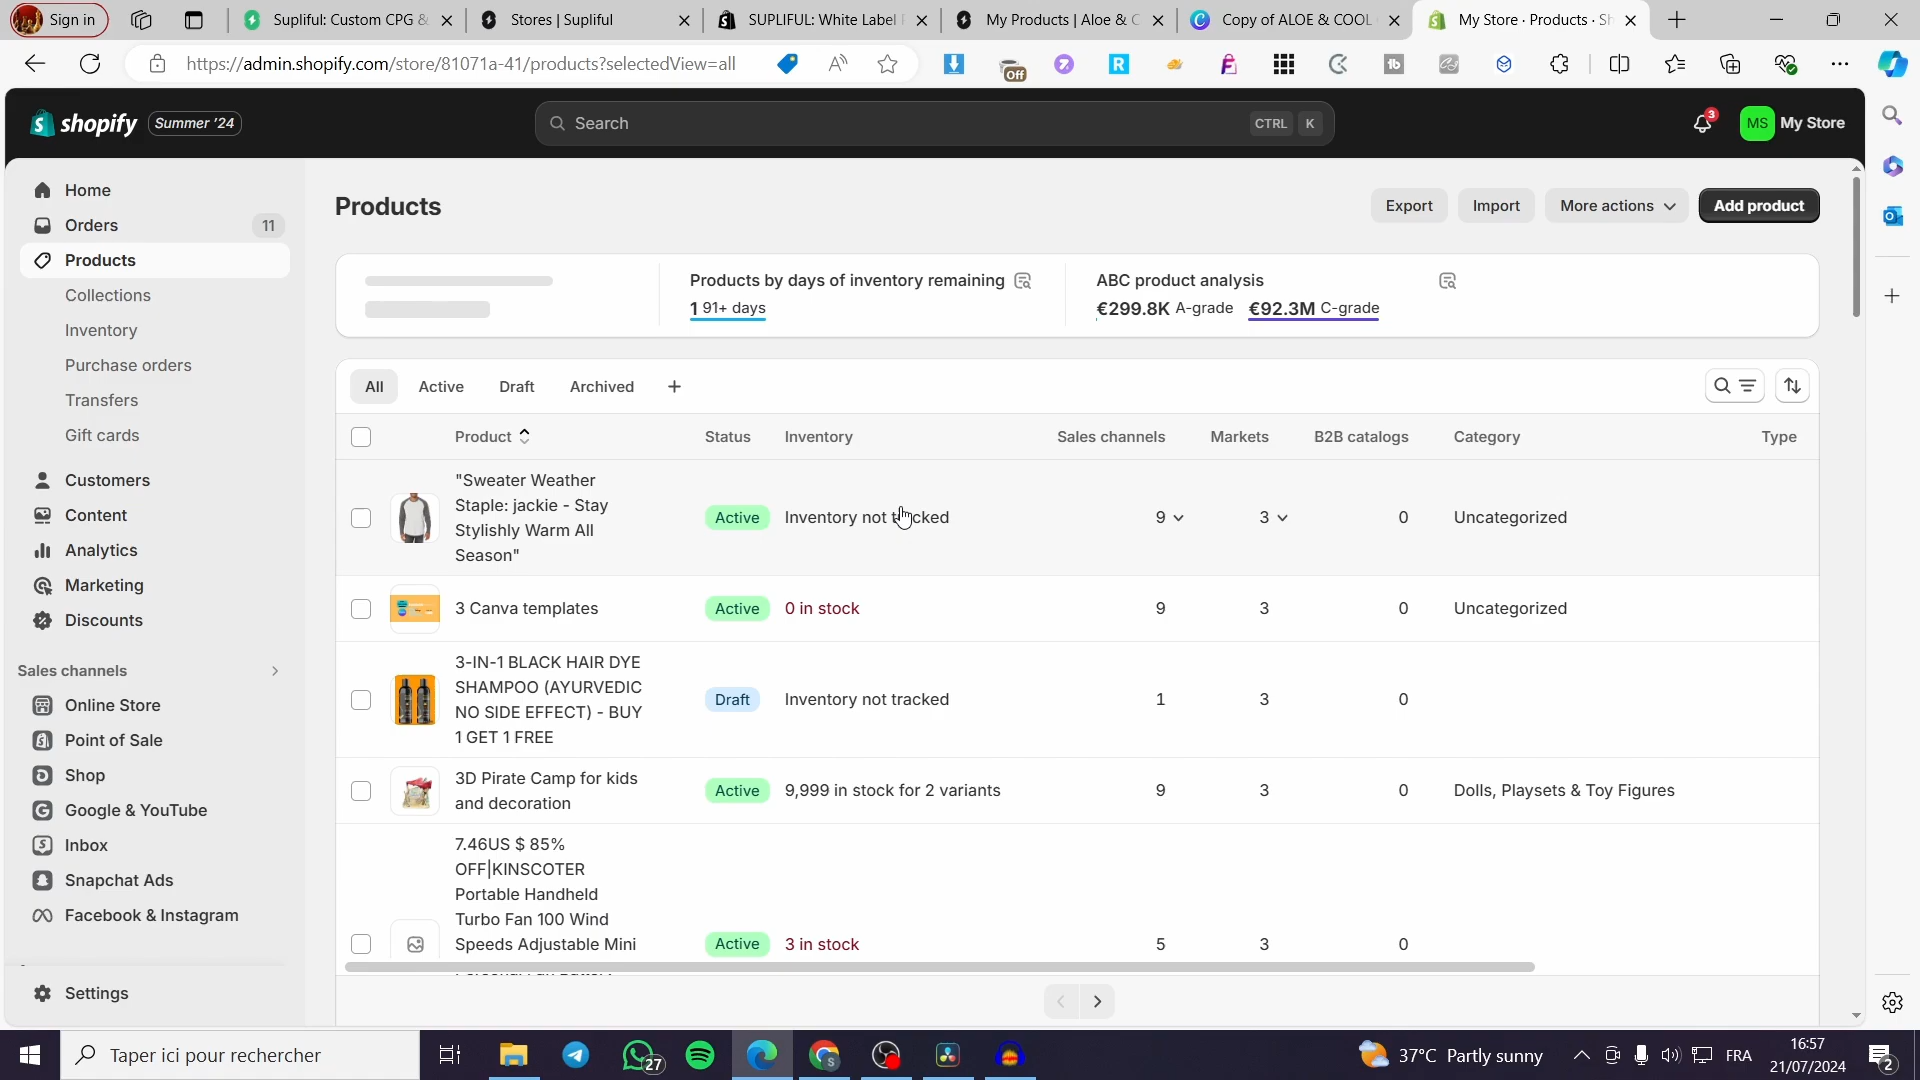 Sign in
Supliful: Custom CPG &
Stores | Supliful
SUPLIFUL: White Label
My Products | Aloe & C
Copy of ALOE & COOL
My Store · Products · Sh
https://admin.shopify.com/store/81071a-41/products?selectedView=all
Off
shopify
Summer '24
Search
CTRL K
3
MS
My Store
Home
Orders
11
Products
Collections
Inventory
Purchase orders
Transfers
Gift cards
Customers
Content
Analytics
Marketing
Discounts
Sales channels
Online Store
Point of Sale
Shop
Google & YouTube
Inbox
Snapchat Ads
Facebook & Instagram
Settings
Products
Export
Import
More actions
Add product
Products by days of inventory remaining
1 91+ days
ABC product analysis
€299.8K A-grade €92.3M C-grade
All
Active
Draft
Archived
Product
Status
Inventory
Sales channels
Markets
B2B catalogs
Category
Type
"Sweater Weather
Staple: jackie - Stay
Stylishly Warm All
Season"
Active
Inventory not tracked
9
3
0
Uncategorized
3 Canva templates
Active
0 in stock
9
3
0
Uncategorized
3-IN-1 BLACK HAIR DYE
SHAMPOO (AYURVEDIC
NO SIDE EFFECT) - BUY
1 GET 1 FREE
Draft
Inventory not tracked
1
3
0
3D Pirate Camp for kids
and decoration
Active
9,999 in stock for 2 variants
9
3
0
Dolls, Playsets & Toy Figures
7.46US $ 85%
OFF|KINSCOTER
Portable Handheld
Turbo Fan 100 Wind
Speeds Adjustable Mini
Active
3 in stock
5
3
0
Taper ici pour rechercher
27
37°C Partly sunny
FRA
16:57
21/07/2024
2